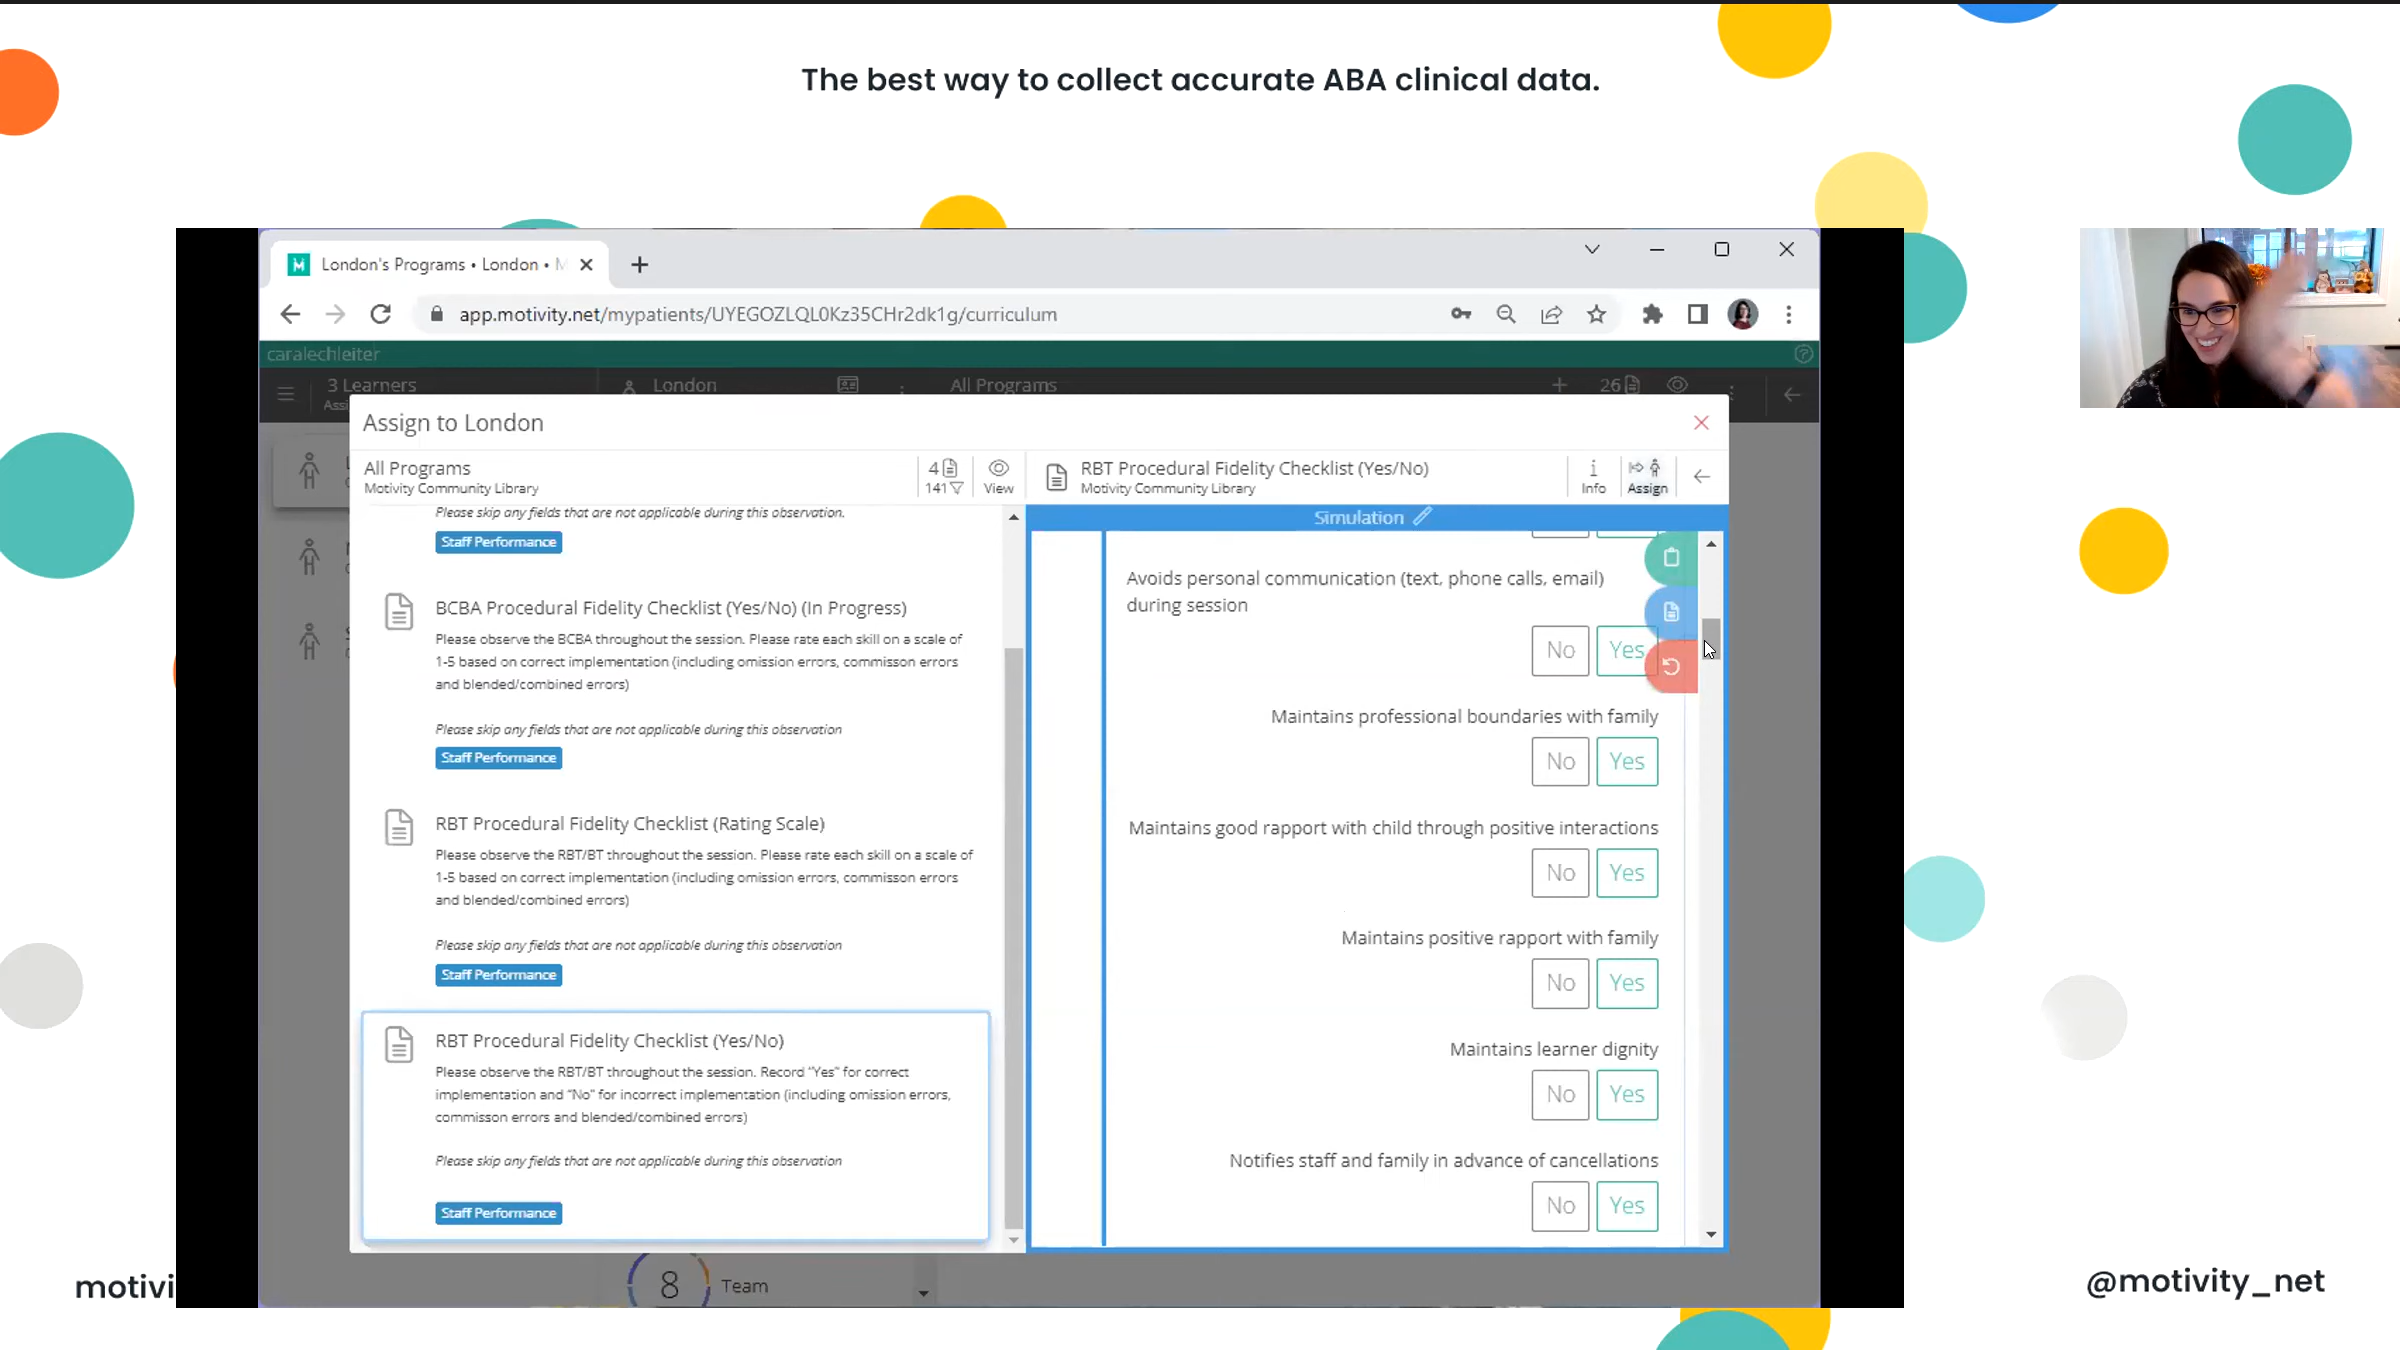 The best way to collect accurate ABA clinical data.
London's Programs • London • M
app.motivity.net/mypatients/UYEGOZLQL0Kz35CHr2dk1g/curriculum
caralechleiter
3 Learners
London
All Programs
26
Assi
Assign to London
All Programs
Motivity Community Library
4
141
View
RBT Procedural Fidelity Checklist (Yes/No)
Motivity Community Library
Info
Assign
Please skip any fields that are not applicable during this observation.
Staff Performance
BCBA Procedural Fidelity Checklist (Yes/No) (In Progress)
Please observe the BCBA throughout the session. Please rate each skill on a scale of
1-5 based on correct implementation (including omission errors, commisson errors
and blended/combined errors)
Please skip any fields that are not applicable during this observation
Staff Performance
RBT Procedural Fidelity Checklist (Rating Scale)
Please observe the RBT/BT throughout the session. Please rate each skill on a scale of
1-5 based on correct implementation (including omission errors, commisson errors
and blended/combined errors)
Please skip any fields that are not applicable during this observation
Staff Performance
RBT Procedural Fidelity Checklist (Yes/No)
Please observe the RBT/BT throughout the session. Record "Yes" for correct
implementation and "No" for incorrect implementation (including omission errors,
commisson errors and blended/combined errors)
Please skip any fields that are not applicable during this observation
Staff Performance
Simulation
Avoids personal communication (text, phone calls, email)
during session
No Yes
Maintains professional boundaries with family
No Yes
Maintains good rapport with child through positive interactions
No Yes
Maintains positive rapport with family
No Yes
Maintains learner dignity
No Yes
Notifies staff and family in advance of cancellations
No Yes
8 Team
motivi
@motivity_net